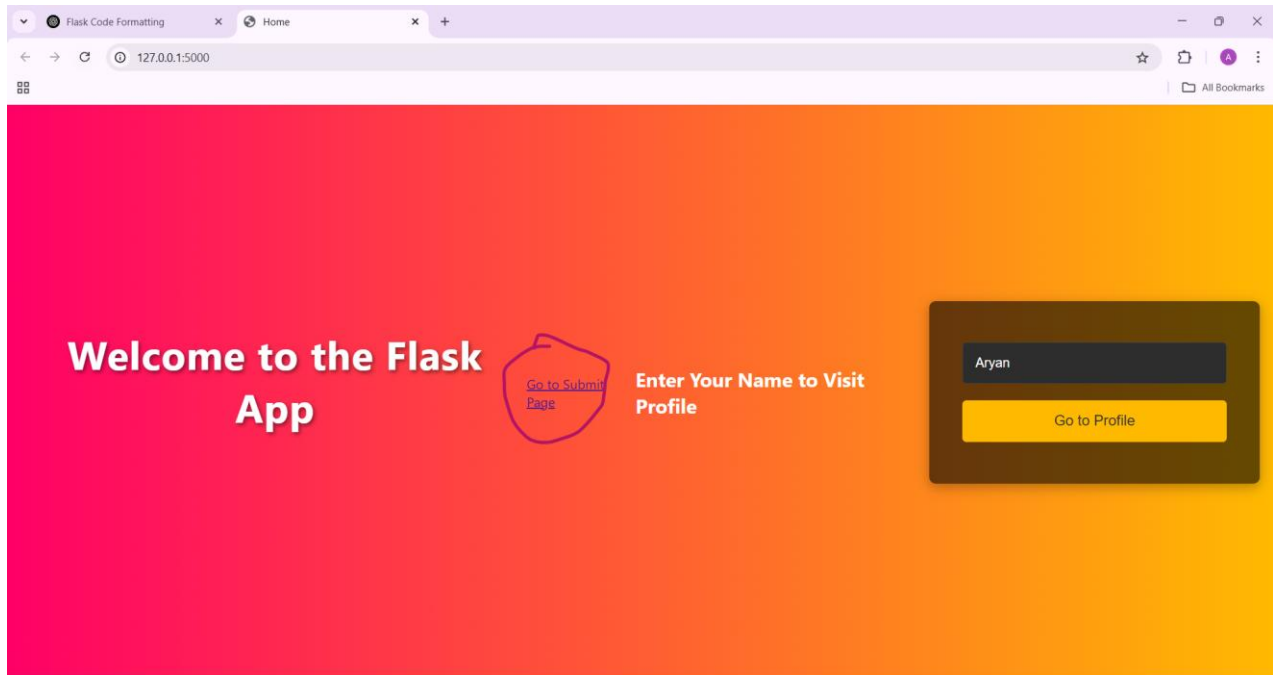 Flask Code Formatting
Home
127.0.0.1:5000
A
All Bookmarks
Welcome to the Flask
App
Go to Submit
Page
Enter Your Name to Visit
Profile
Aryan
Go to Profile